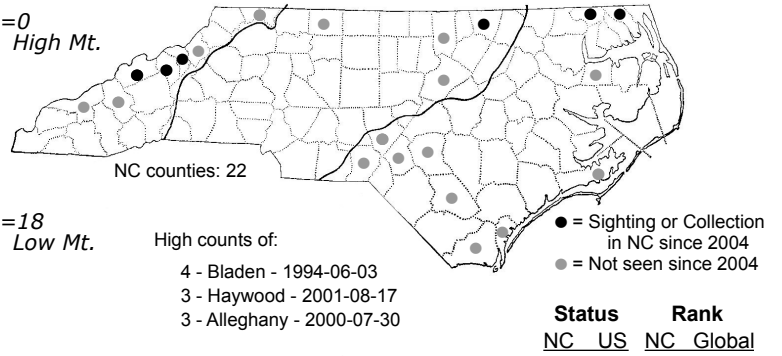 =0
High Mt.
NC counties: 22
=18
Low Mt.
High counts of:
4 - Bladen - 1994-06-03
3 - Haywood - 2001-08-17
3 - Alleghany - 2000-07-30
= Sighting or Collection
in NC since 2004
= Not seen since 2004
Status Rank
NC US NC Global